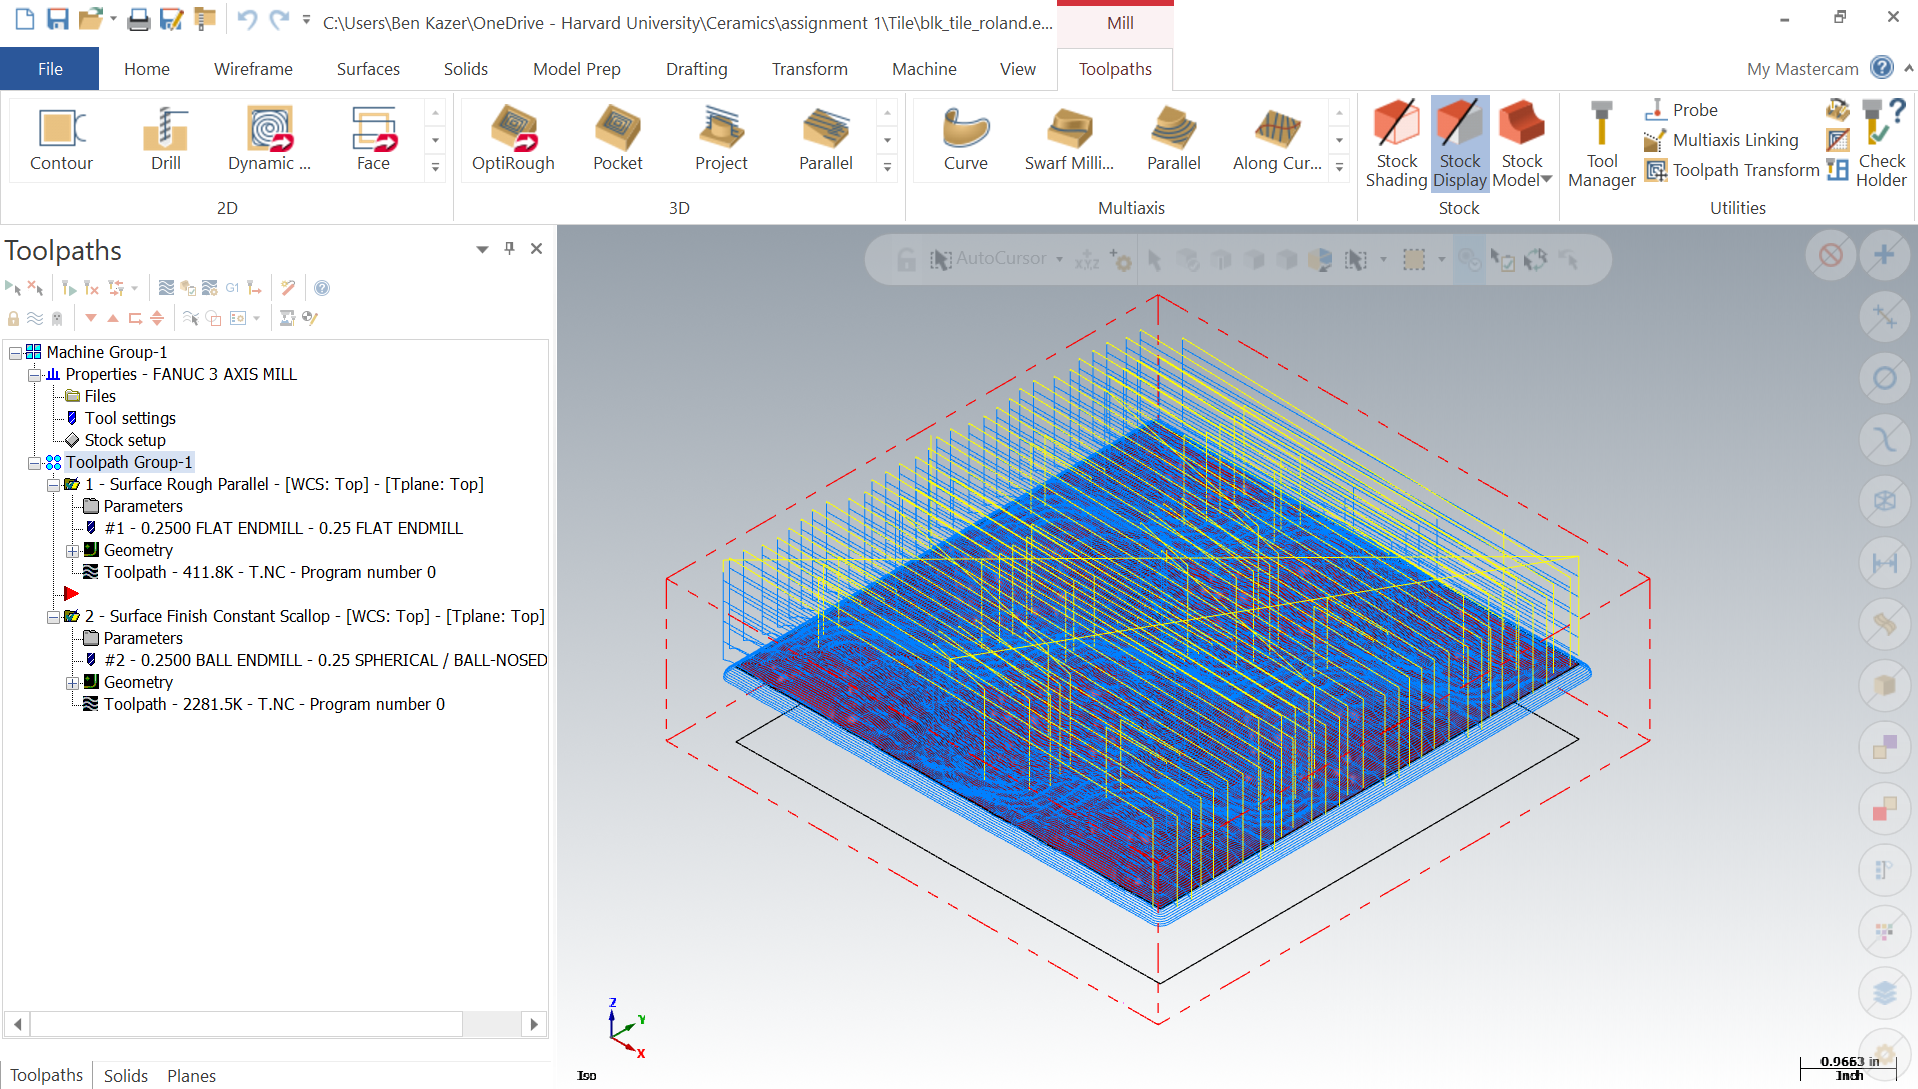 C:\Users\Ben Kazer\OneDrive - Harvard University\Ceramics\assignment 1\Tile\blk_tile_roland.e...
Mill
File
Home
Wireframe
Surfaces
Solids
Model Prep
Drafting
Transform
Machine
View
Toolpaths
My Mastercam
Contour
Drill
Dynamic ...
Face
2D
OptiRough
Pocket
Project
Parallel
3D
Curve
Swarf Milli...
Parallel
Along Cur...
Multiaxis
Stock Shading
Stock Display
Stock Model
Stock
Tool Manager
Probe
Multiaxis Linking
Toolpath Transform
Check Holder
Utilities
Toolpaths
G1
AutoCursor
XYZ
Machine Group-1
Properties - FANUC 3 AXIS MILL
Files
Tool settings
Stock setup
Toolpath Group-1
1 - Surface Rough Parallel - [WCS: Top] - [Tplane: Top]
Parameters
#1 - 0.2500 FLAT ENDMILL - 0.25 FLAT ENDMILL
Geometry
Toolpath - 411.8K - T.NC - Program number 0
2 - Surface Finish Constant Scallop - [WCS: Top] - [Tplane: Top]
Parameters
#2 - 0.2500 BALL ENDMILL - 0.25 SPHERICAL / BALL-NOSED
Geometry
Toolpath - 2281.5K - T.NC - Program number 0
Z
Y
X
Iso
0.9663 in
Inch
Toolpaths
Solids
Planes